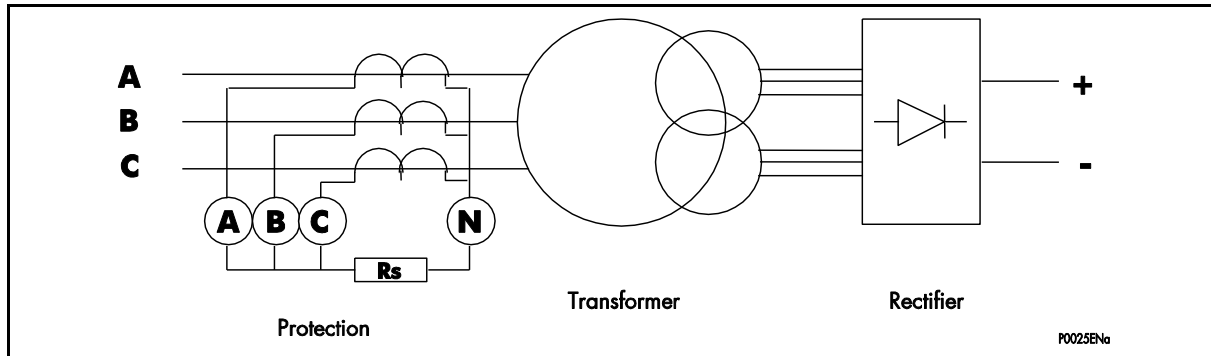 A
B
C
A B C N
Rs
+
-
Protection
Transformer
Rectifier
P0025ENa